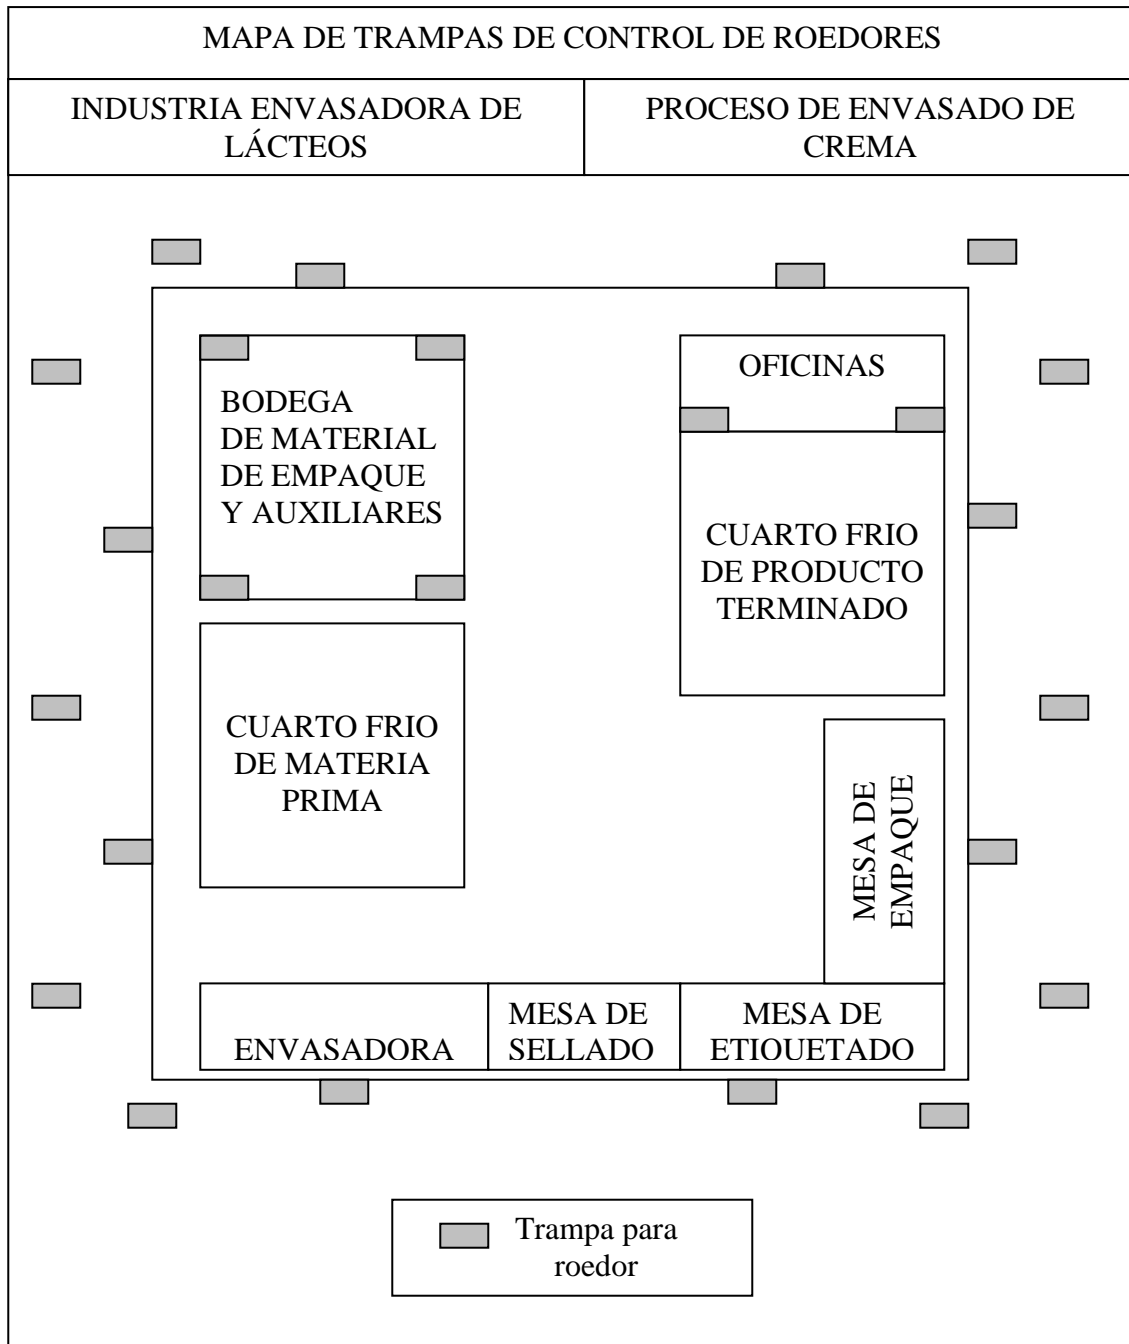 MAPA DE TRAMPAS DE CONTROL DE ROEDORES
INDUSTRIA ENVASADORA DE
LÁCTEOS
PROCESO DE ENVASADO DE
CREMA
BODEGA
DE MATERIAL
DE EMPAQUE
Y AUXILIARES
OFICINAS
CUARTO FRIO
DE PRODUCTO
TERMINADO
CUARTO FRIO
DE MATERIA
PRIMA
MESA DE
EMPAQUE
ENVASADORA
MESA DE
SELLADO
MESA DE
ETIQUETADO
Trampa para
roedor